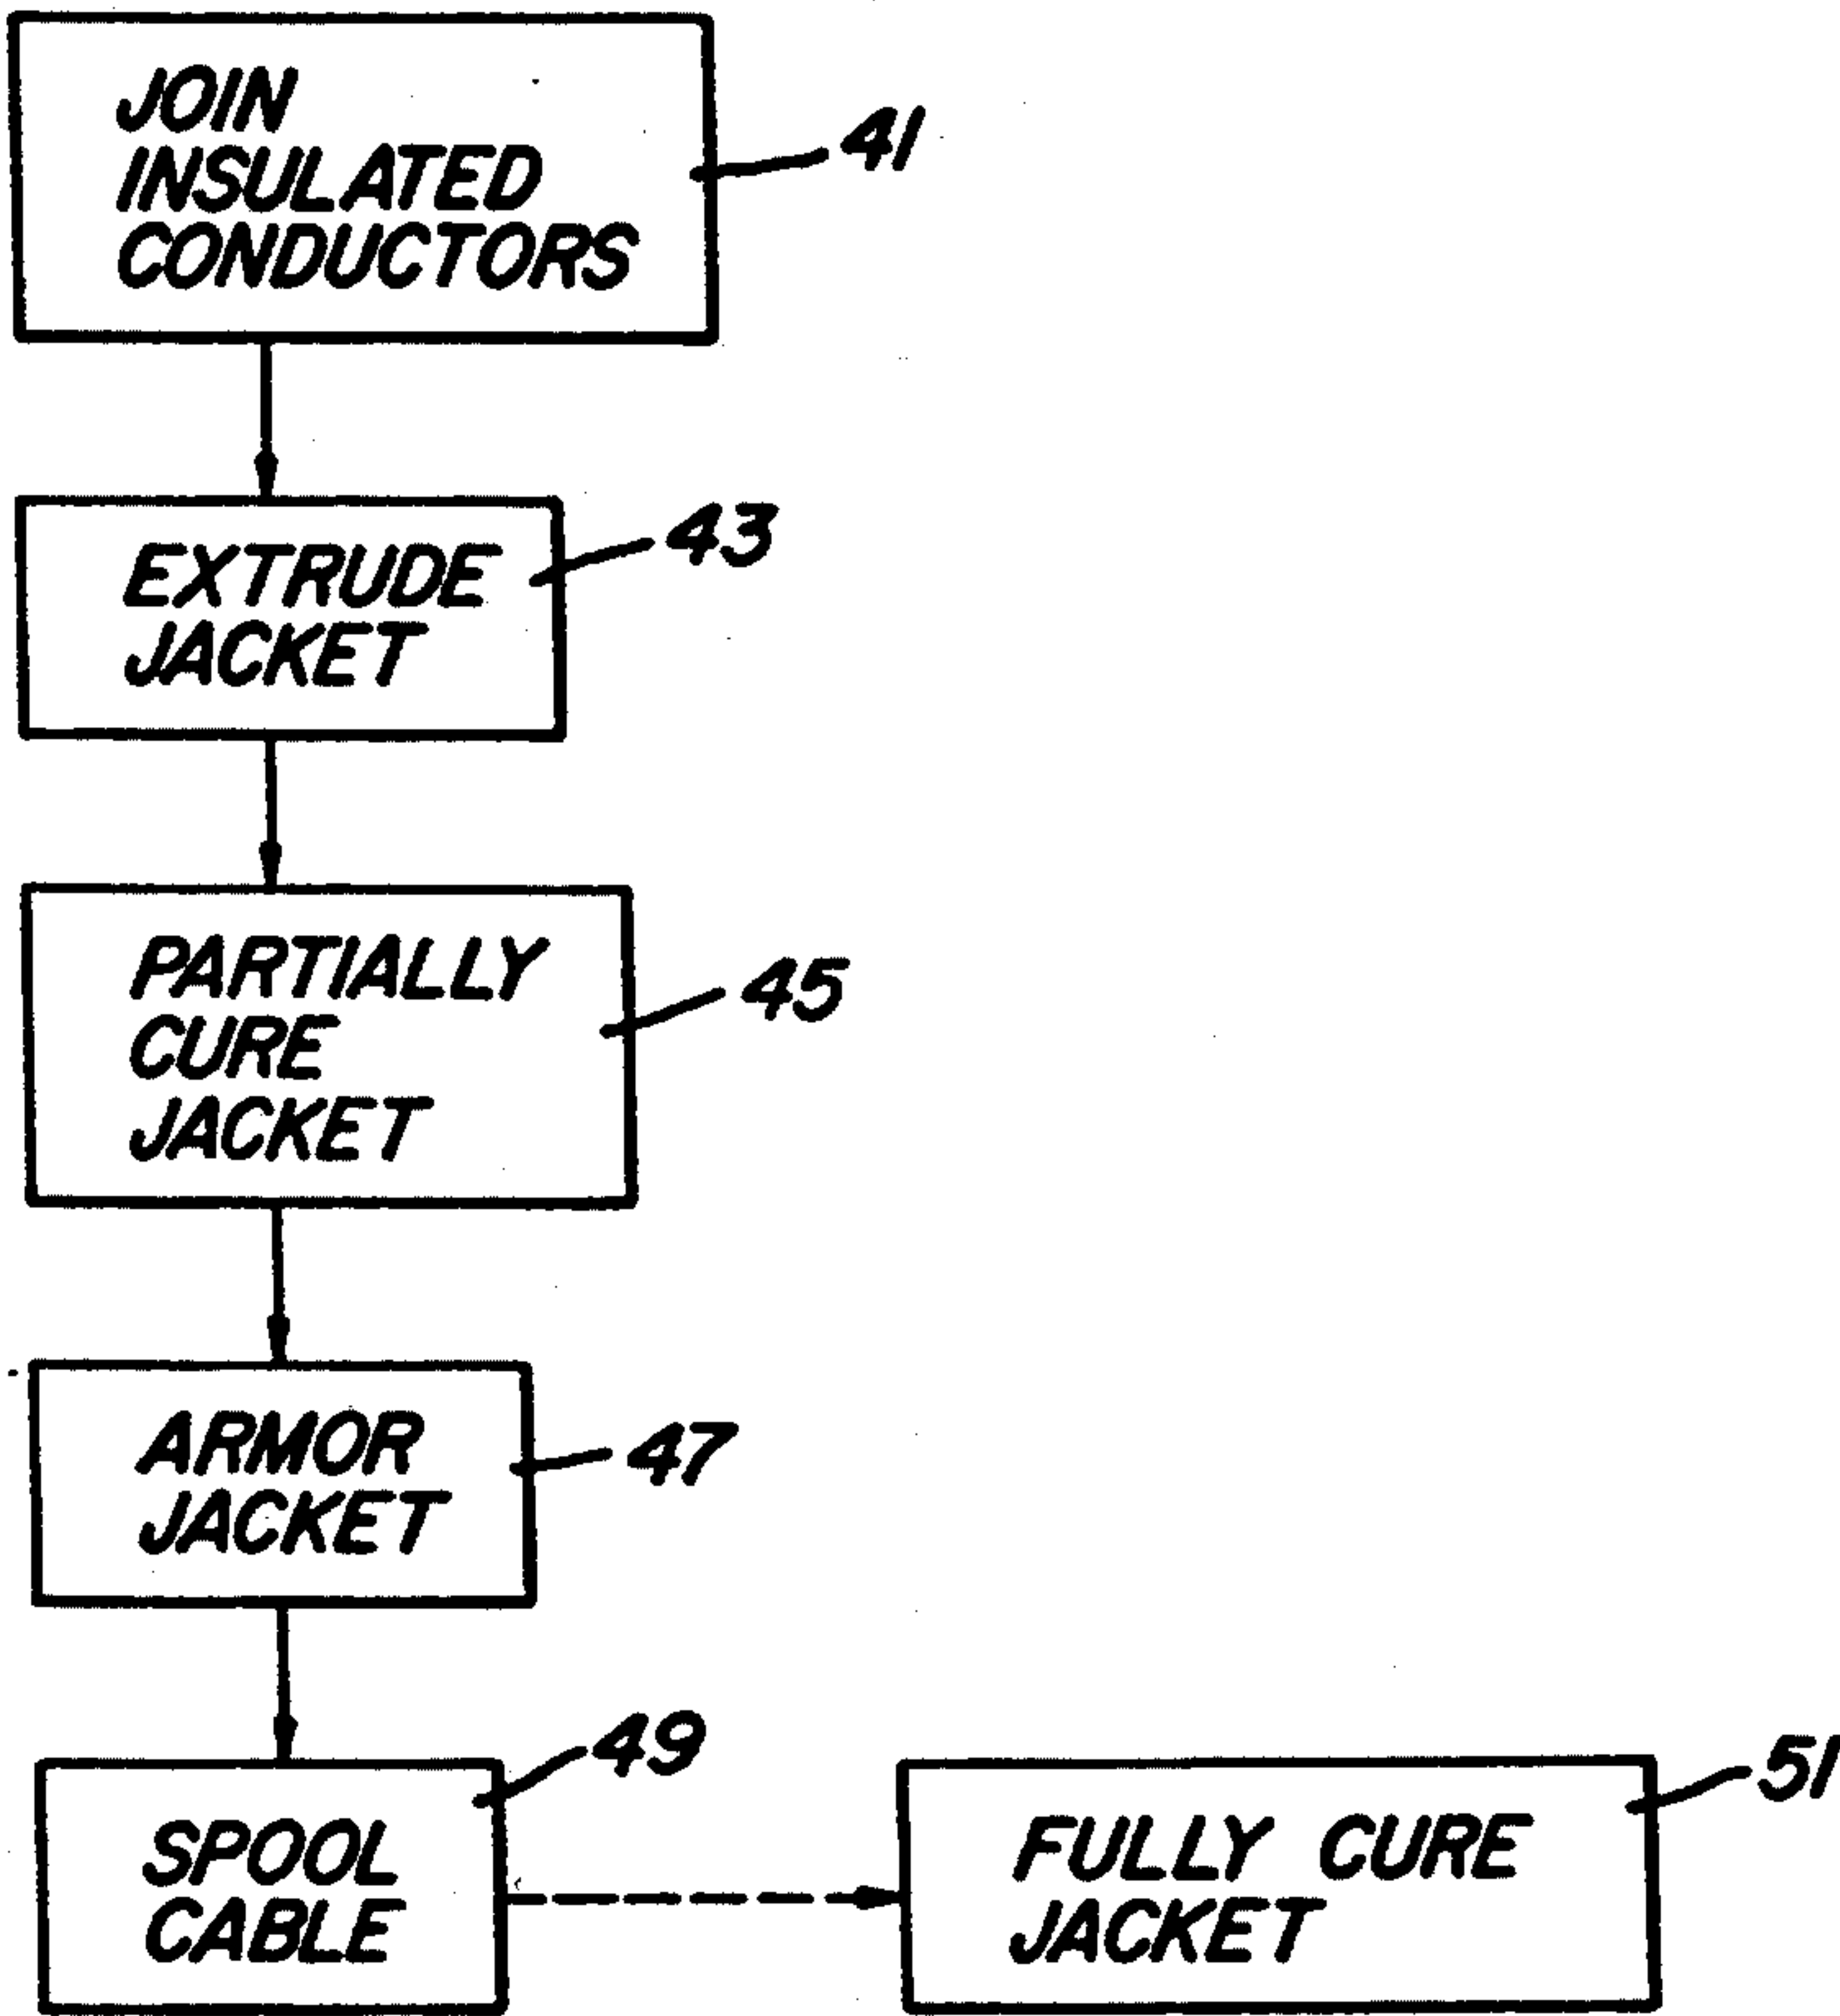 JOIN
INSULATED
CONDUCTORS
41
EXTRUDE
JACKET
43
PARTIALLY
CURE
JACKET
45
ARMOR
JACKET
47
SPOOL
CABLE
49
FULLY CURE
JACKET
51